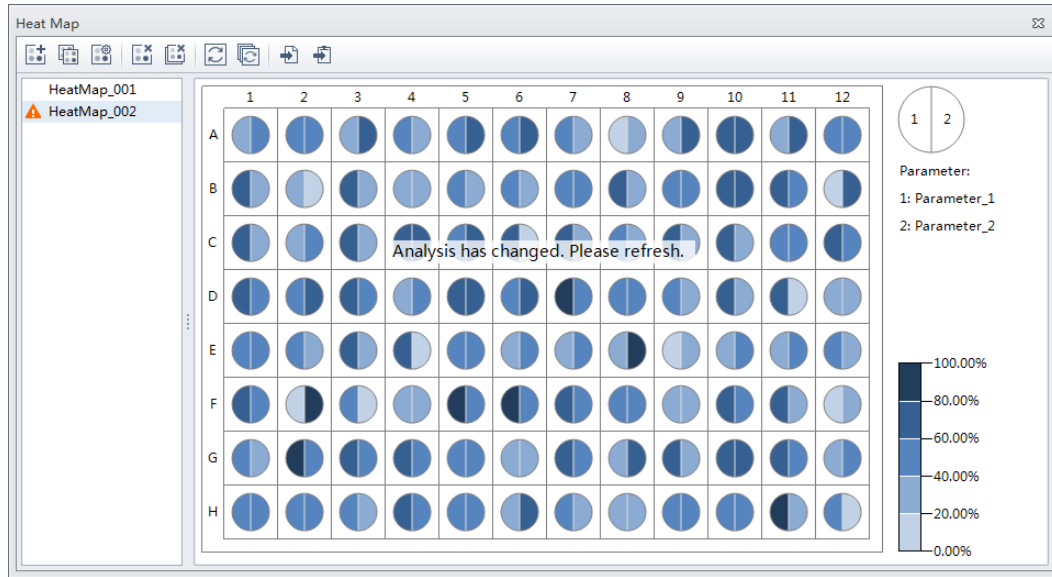 Heat Map
HeatMap_001
HeatMap_002
1 2 3 4 5 6 7 8 9 10 11 12
A
B
C
D
E
F
G
H
Analysis has changed. Please refresh.
1 2
Parameter:
1: Parameter_1
2: Parameter_2
100.00%
80.00%
60.00%
40.00%
20.00%
0.00%